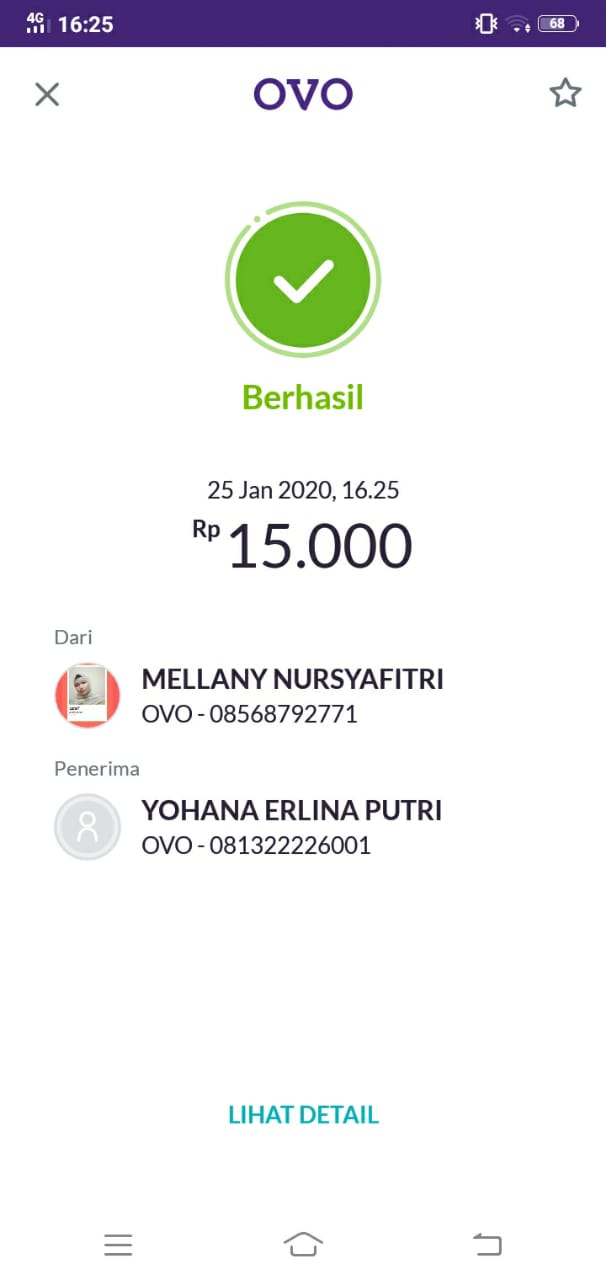 4G 16:25 68
OVO
Berhasil
25 Jan 2020, 16.25
Rp 15.000
Dari
MELLANY NURSYAFITRI
OVO - 08568792771
Penerima
YOHANA ERLINA PUTRI
OVO - 081322226001
LIHAT DETAIL